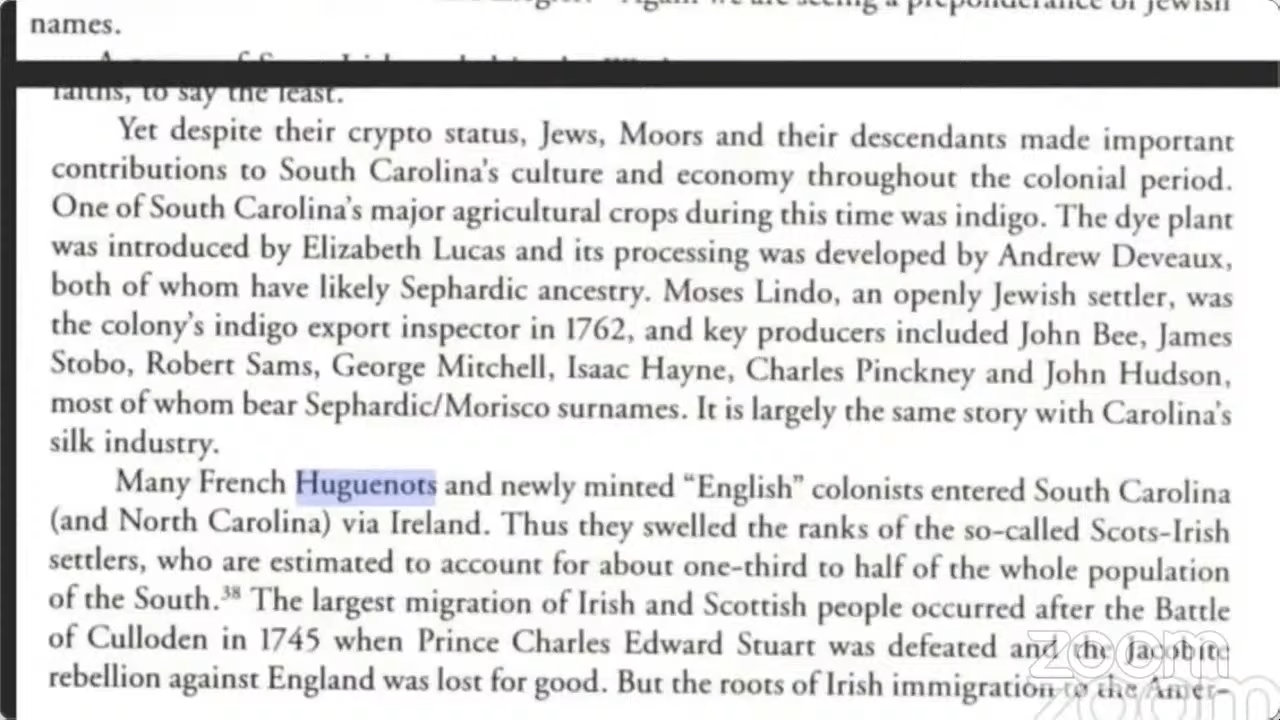 Again we are seeing a preponderance of Jewish
names.
faiths, to say the least.
Yet despite their crypto status, Jews, Moors and their descendants made important
contributions to South Carolina's culture and economy throughout the colonial period.
One of South Carolina's major agricultural crops during this time was indigo. The dye plant
was introduced by Elizabeth Lucas and its processing was developed by Andrew Deveaux,
both of whom have likely Sephardic ancestry. Moses Lindo, an openly Jewish settler, was
the colony's indigo export inspector in 1762, and key producers included John Bee, James
Stobo, Robert Sams, George Mitchell, Isaac Hayne, Charles Pinckney and John Hudson,
most of whom bear Sephardic/Morisco surnames. It is largely the same story with Carolina's
silk industry.
Many French Huguenots and newly minted “English” colonists entered South Carolina
(and North Carolina) via Ireland. Thus they swelled the ranks of the so-called Scots-Irish
settlers, who are estimated to account for about one-third to half of the whole population
of the South.³⁸ The largest migration of Irish and Scottish people occurred after the Battle
of Culloden in 1745 when Prince Charles Edward Stuart was defeated and the Jacobite
rebellion against England was lost for good. But the roots of Irish immigration to the Amer-
zoom
zoom